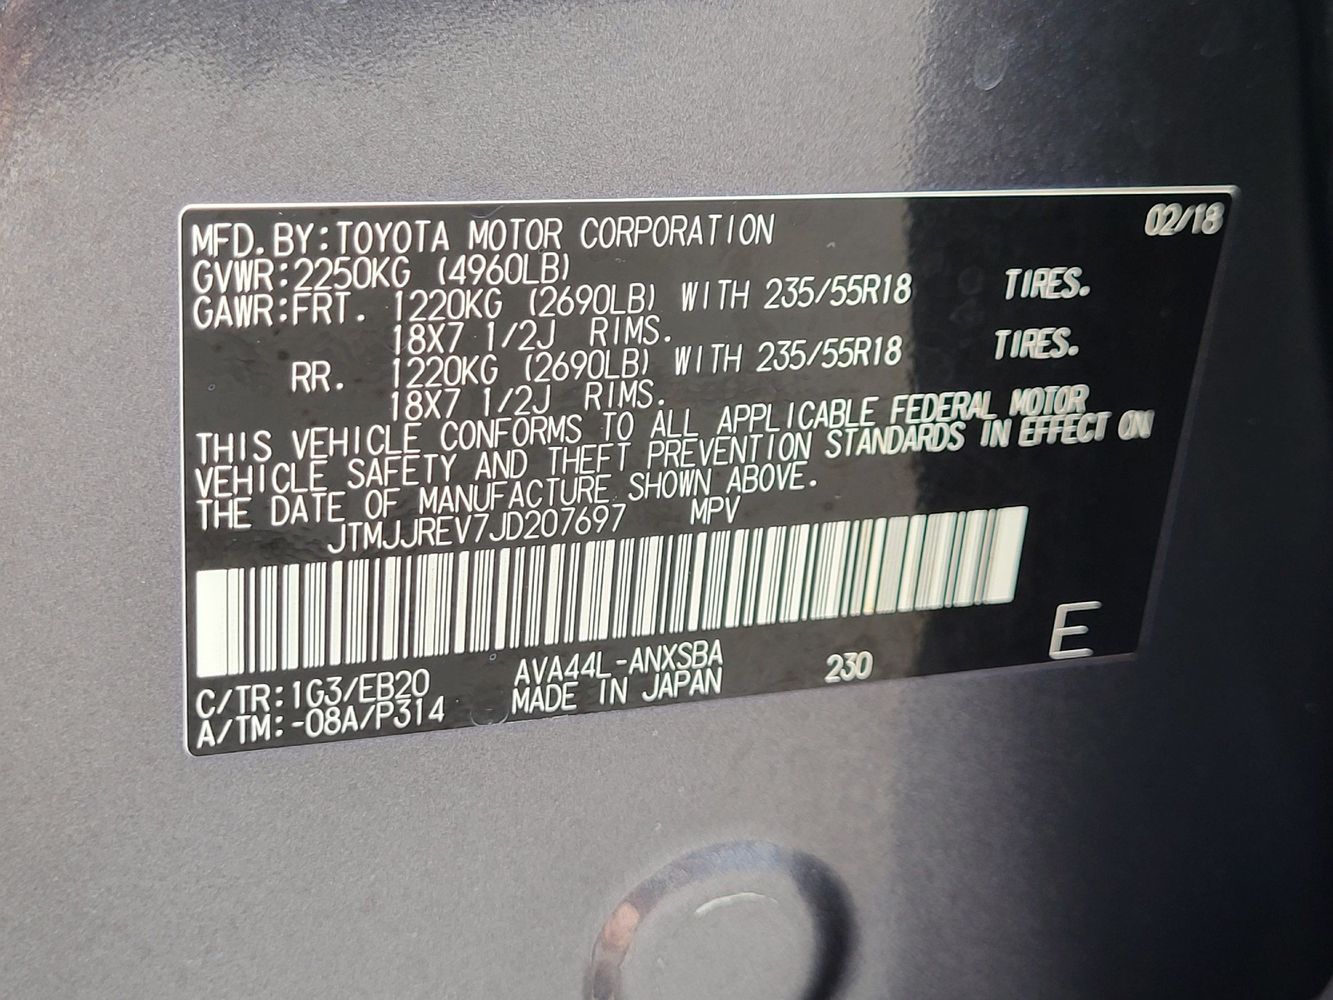 02/18
MFD.BY:TOYOTA MOTOR CORPORATION
GVWR:2250KG (4960LB)
GAWR:FRT. 1220KG (2690LB) WITH 235/55R18 TIRES.
18X7 1/2J RIMS.
RR. 1220KG (2690LB) WITH 235/55R18 TIRES.
18X7 1/2J RIMS.
THIS VEHICLE CONFORMS TO ALL APPLICABLE FEDERAL MOTOR
VEHICLE SAFETY AND THEFT PREVENTION STANDARDS IN EFFECT ON
THE DATE OF MANUFACTURE SHOWN ABOVE.
JTMJJREV7JD207697 MPV
E
C/TR:1G3/EB20 AVA44L-ANXSBA 230
A/TM:-08A/P314 MADE IN JAPAN